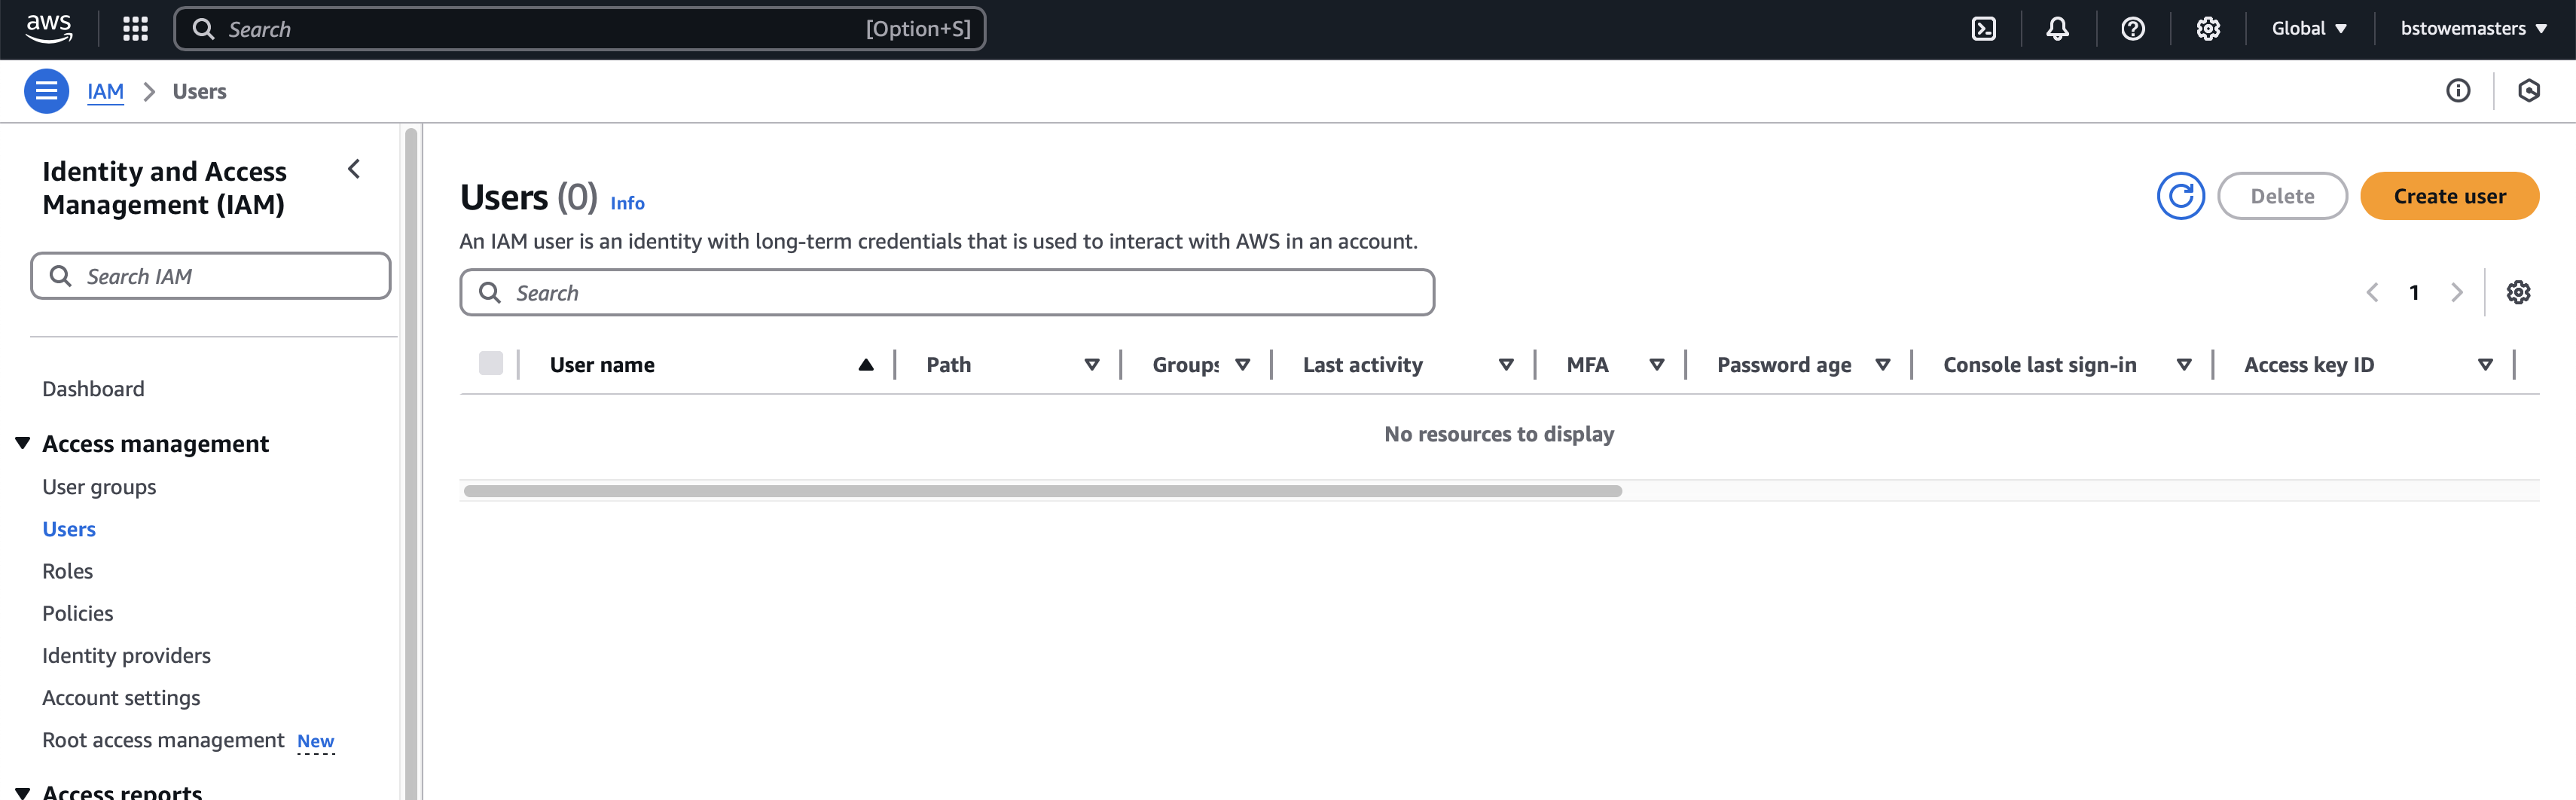 aws
Search [Option+S]
Global
bstowemasters
IAM
Users
Identity and Access
Management (IAM)
Search IAM
Dashboard
Access management
User groups
Users
Roles
Policies
Identity providers
Account settings
Root access management New
Access reports
Users (0) Info
Delete
Create user
An IAM user is an identity with long-term credentials that is used to interact with AWS in an account.
Search
1
User name Path Groups Last activity MFA Password age Console last sign-in Access key ID
No resources to display